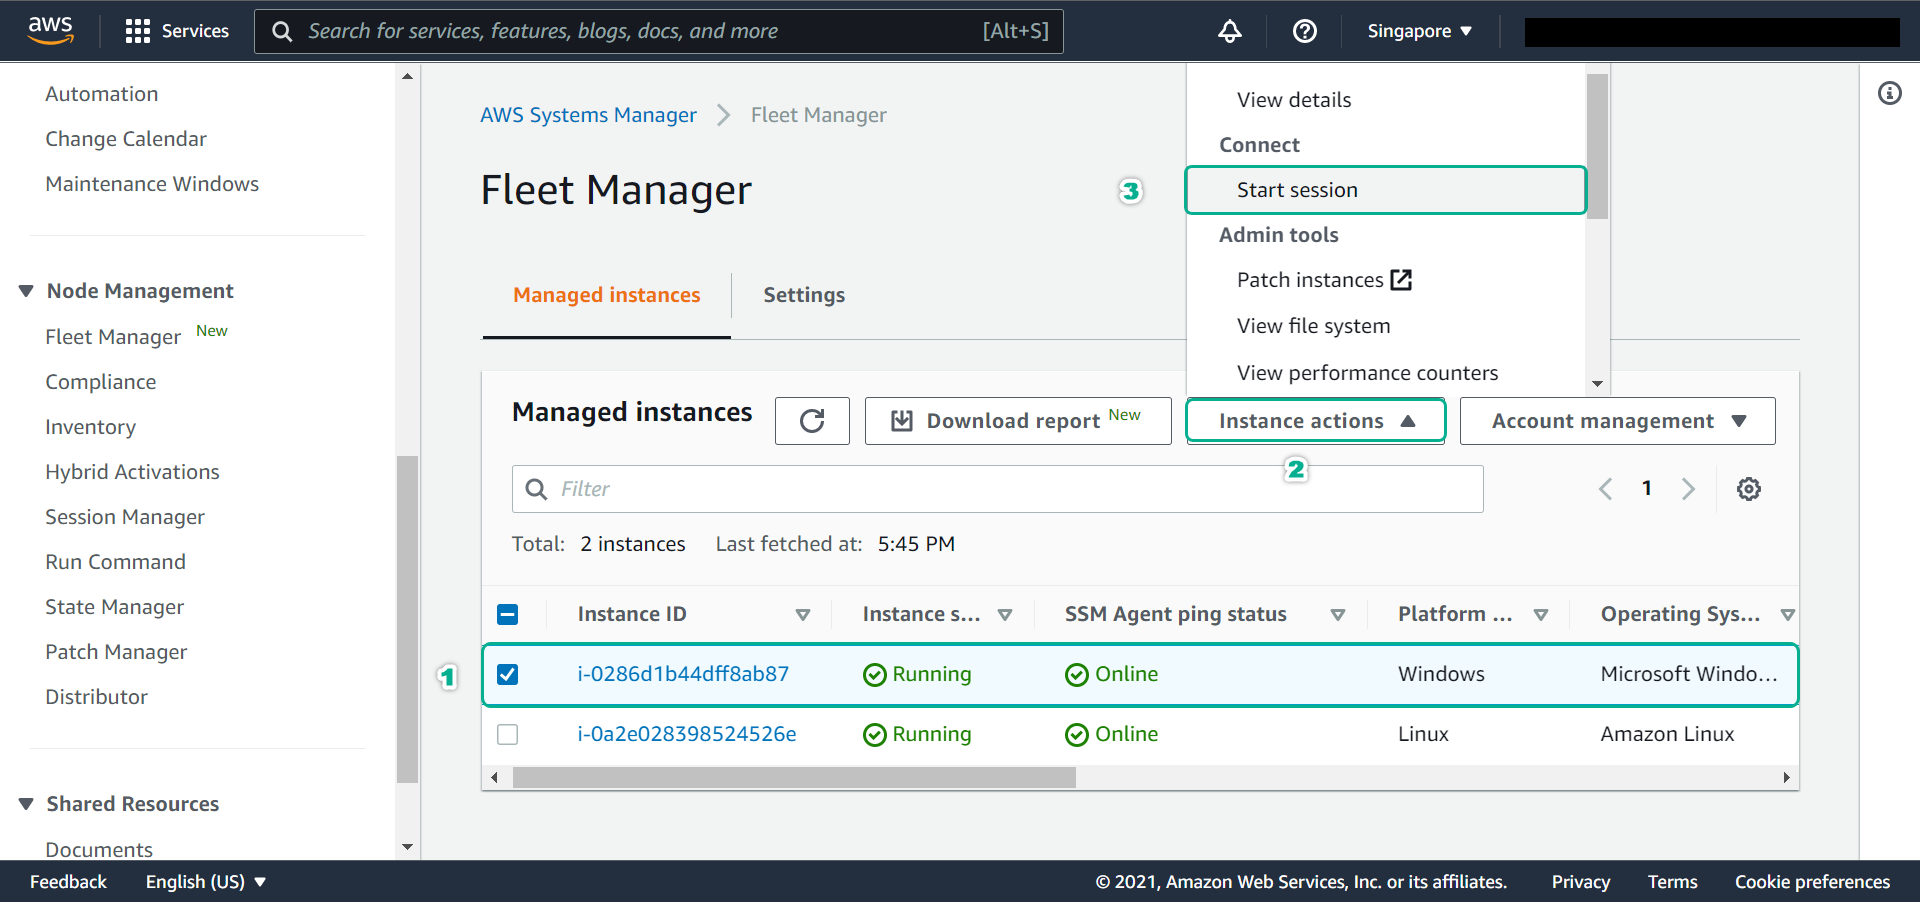 aws
Services
Search for services, features, blogs, docs, and more
[Alt+S]
Singapore
Automation
Change Calendar
Maintenance Windows
Node Management
Fleet Manager New
Compliance
Inventory
Hybrid Activations
Session Manager
Run Command
State Manager
Patch Manager
Distributor
Shared Resources
Documents
AWS Systems Manager
Fleet Manager
Fleet Manager
Managed instances
Settings
View details
Connect
3
Start session
Admin tools
Patch instances
View file system
View performance counters
Managed instances
Download report New
Instance actions
Account management
2
Filter
1
Total: 2 instances
Last fetched at: 5:45 PM
Instance ID
Instance s...
SSM Agent ping status
Platform ...
Operating Sys...
1
i-0286d1b44dff8ab87
Running
Online
Windows
Microsoft Windo...
i-0a2e028398524526e
Running
Online
Linux
Amazon Linux
Feedback
English (US)
© 2021, Amazon Web Services, Inc. or its affiliates.
Privacy
Terms
Cookie preferences